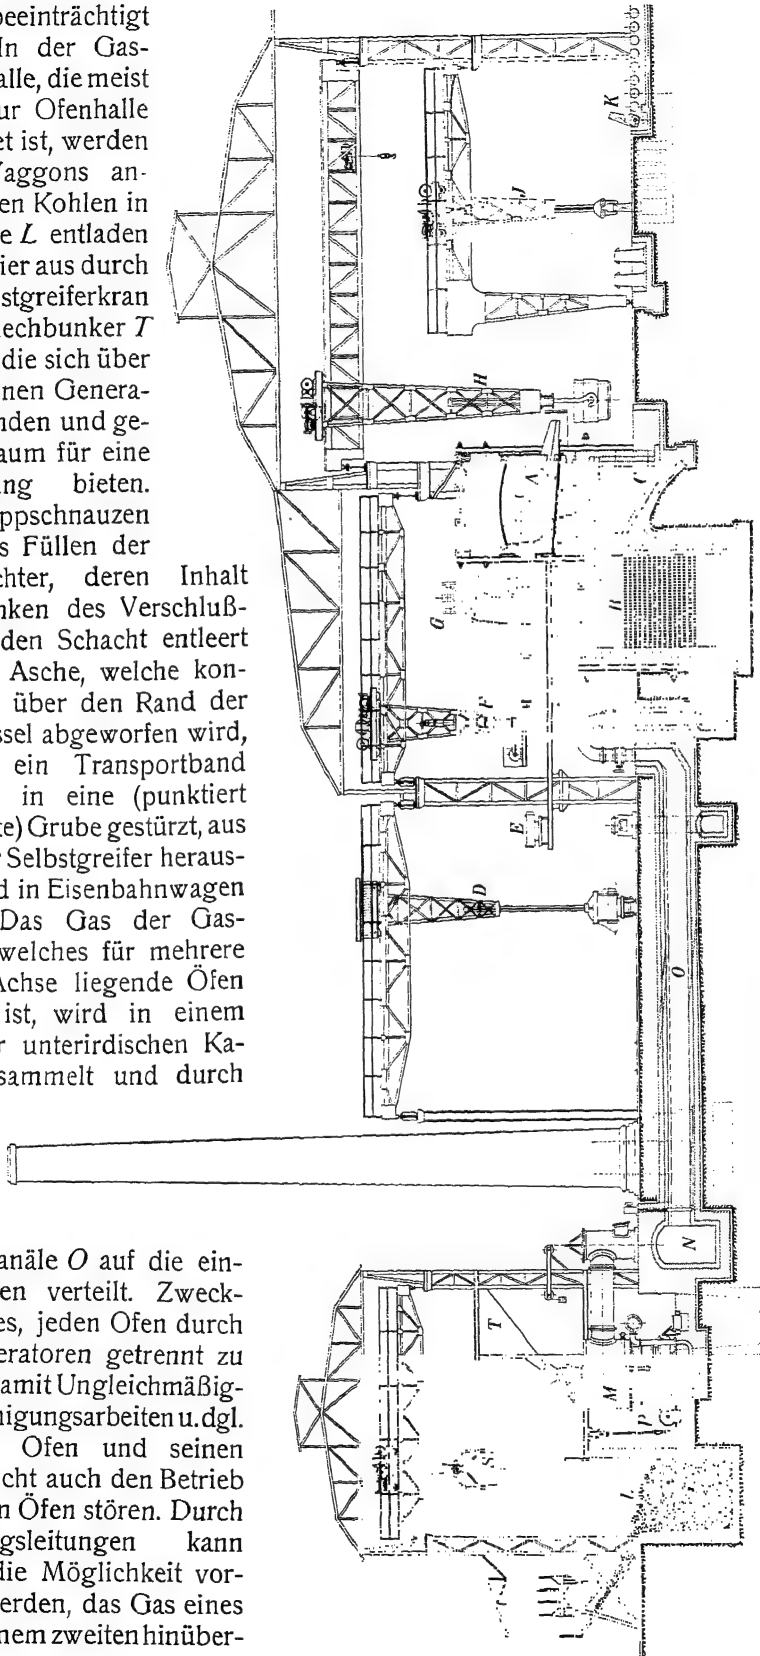 beeinträchtigt
In der Gas-
alle, die meist
ur Ofenhalle
et ist, werden
Waggons an-
en Kohlen in
e L entladen
ier aus durch
stgreiferkran
lechbunker T
die sich über
nen Genera-
nden und ge-
aum für eine
ng bieten.
ppschnauzen
s Füllen der
chter, deren Inhalt
nken des Verschluß-
den Schacht entleert
Asche, welche kon-
über den Rand der
ssel abgeworfen wird,
ein Transportband
in eine (punktiert
te) Grube gestürzt, aus
r Selbstgreifer heraus-
d in Eisenbahnwagen
Das Gas der Gas-
welches für mehrere
Achse liegende Öfen
ist, wird in einem
r unterirdischen Ka-
sammelt und durch
anäle O auf die ein-
en verteilt. Zweck-
es, jeden Ofen durch
eratoren getrennt zu
amit Ungleichmäßig-
nigungsarbeiten u. dgl.
Ofen und seinen
cht auch den Betrieb
n Öfen stören. Durch
gsleitungen kann
die Möglichkeit vor-
erden, das Gas eines
nem zweiten hinüber-
K
J
H
A
C
G
B
F
E
D
O
N
T
M
P
S
L